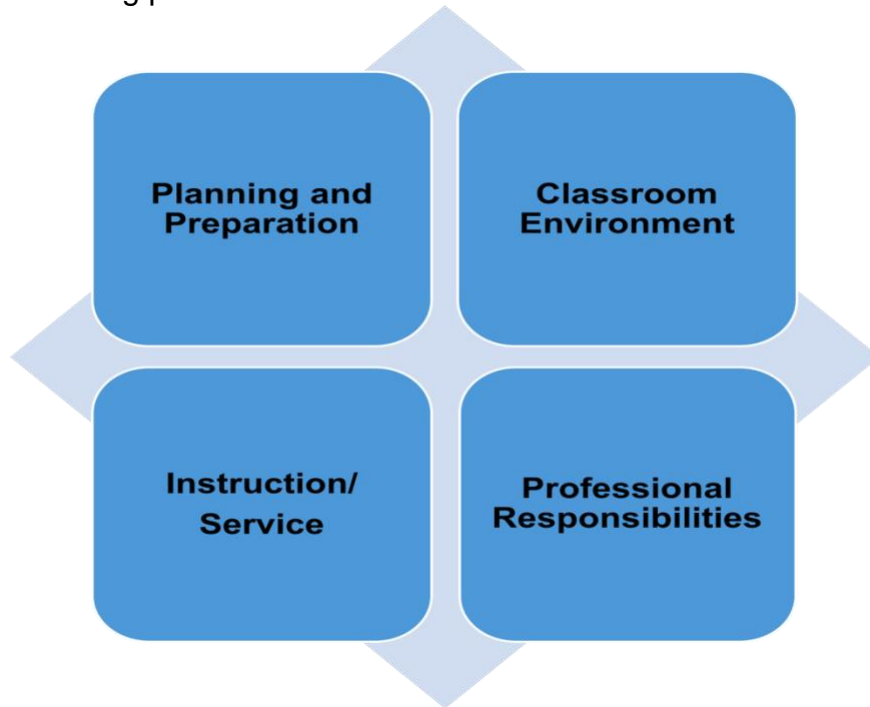 Planning and
Preparation
Classroom
Environment
Instruction/
Service
Professional
Responsibilities